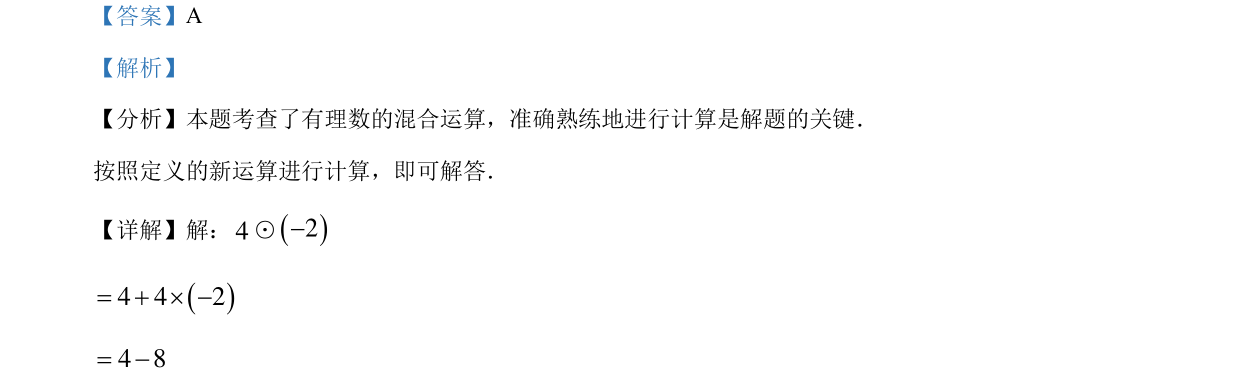 【答案】A
【解析】
【分析】本题考查了有理数的混合运算，准确熟练地进行计算是解题的关键．
按照定义的新运算进行计算，即可解答．
【详解】解：4⊙(−2)
=4+4×(−2)
=4−8